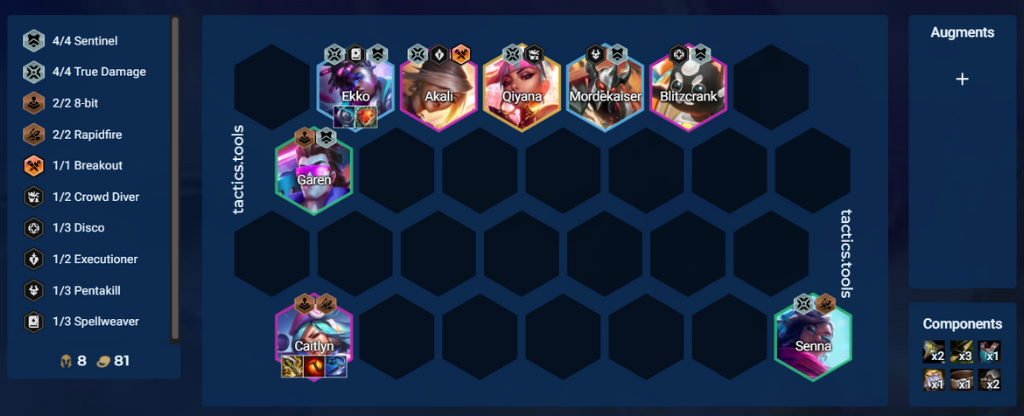 4/4 Sentinel
4/4 True Damage
2/2 8-bit
2/2 Rapidfire
1/1 Breakout
1/2 Crowd Diver
1/3 Disco
1/2 Executioner
1/3 Pentakill
1/3 Spellweaver
8 81
tactics.tools
Ekko
Akali
Qiyana
Mordekaiser
Blitzcrank
Garen
Caitlyn
Senna
tactics.tools
Augments
+
Components
x2 x3 x1
x1 x1 x2